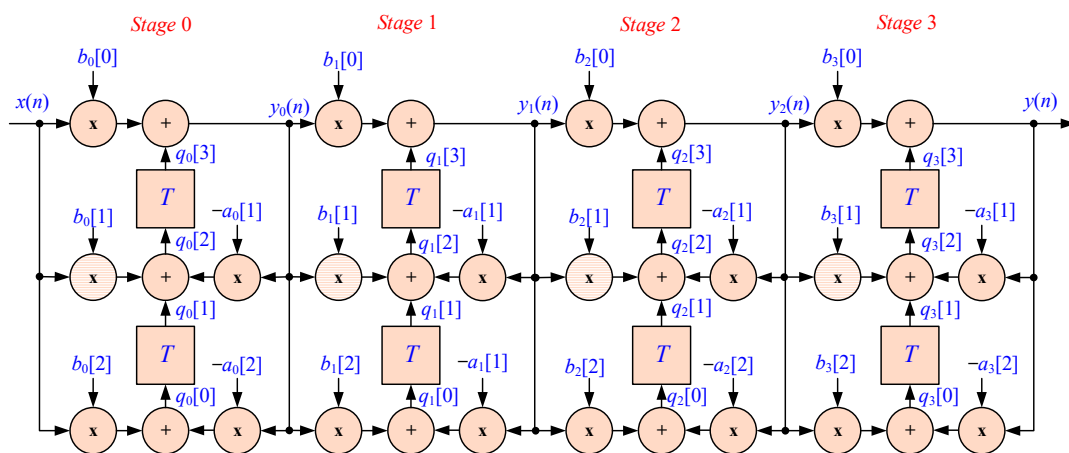 Stage 0 Stage 1 Stage 2 Stage 3
b0[0] b1[0] b2[0] b3[0]
x(n) y0(n) y1(n) y2(n) y(n)
x + x + x + x +
q0[3] q1[3] q2[3] q3[3]
T T T T
b0[1] −a0[1] b1[1] −a1[1] b2[1] −a2[1] b3[1] −a3[1]
q0[2] q1[2] q2[2] q3[2]
x + x x + x x + x x + x
q0[1] q1[1] q2[1] q3[1]
T T T T
b0[2] −a0[2] b1[2] −a1[1] b2[2] −a2[2] b3[2] −a3[2]
q0[0] q1[0] q2[0] q3[0]
x + x x + x x + x x + x